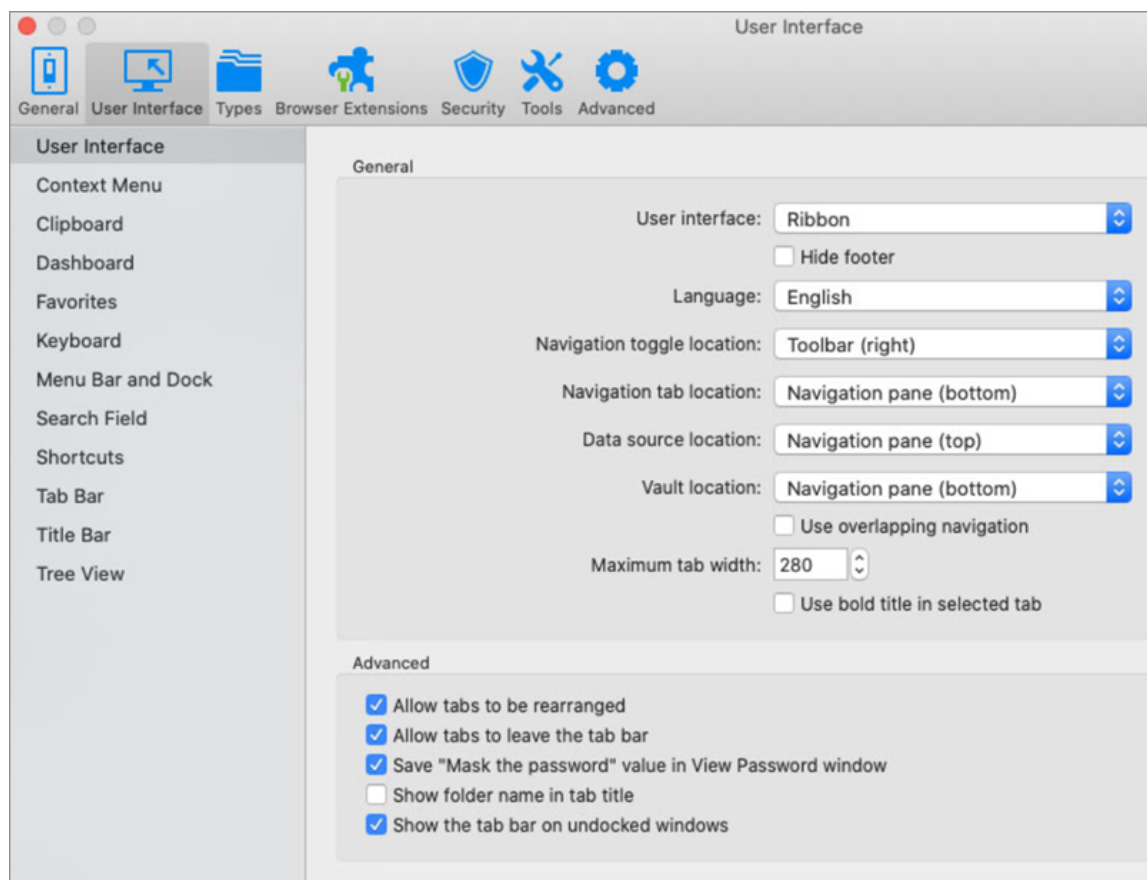 User Interface
General User Interface Types Browser Extensions Security Tools Advanced
User Interface
Context Menu
Clipboard
Dashboard
Favorites
Keyboard
Menu Bar and Dock
Search Field
Shortcuts
Tab Bar
Title Bar
Tree View
General
User interface: Ribbon
Hide footer
Language: English
Navigation toggle location: Toolbar (right)
Navigation tab location: Navigation pane (bottom)
Data source location: Navigation pane (top)
Vault location: Navigation pane (bottom)
Use overlapping navigation
Maximum tab width: 280
Use bold title in selected tab
Advanced
Allow tabs to be rearranged
Allow tabs to leave the tab bar
Save "Mask the password" value in View Password window
Show folder name in tab title
Show the tab bar on undocked windows